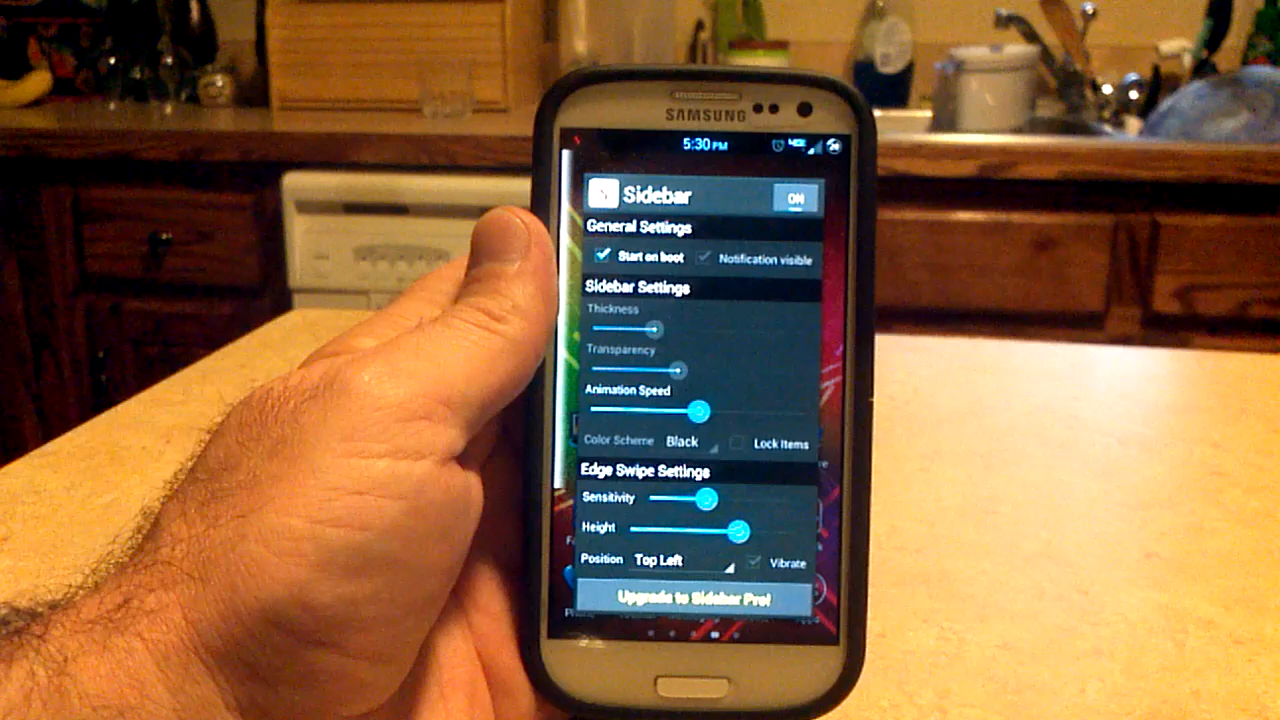 SAMSUNG
5:30 PM
Sidebar ON
General Settings
Start on boot Notification visible
Sidebar Settings
Thickness
Transparency
Animation Speed
Color Scheme Black Lock Items
Edge Swipe Settings
Sensitivity
Height
Position Top Left Vibrate
Upgrade to Sidebar Pro!